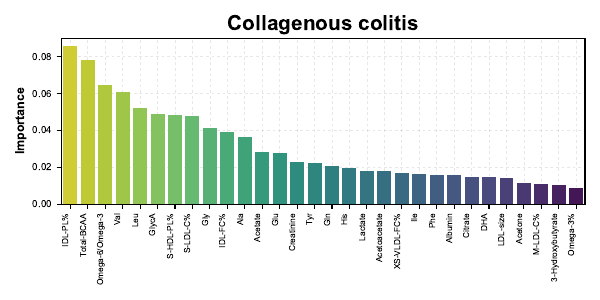 Collagenous colitis
Importance
0.08
0.06
0.04
0.02
0.00
IDL-PL%
Total-BCAA
Omega-6/Omega-3
Val
Leu
GlycA
S-HDL-PL%
S-LDL-C%
Gly
IDL-FC%
Ala
Acetate
Glu
Creatinine
Tyr
Gln
His
Lactate
Acetoacetate
XS-VLDL-FC%
Ile
Phe
Albumin
Citrate
DHA
LDL-size
Acetone
M-LDL-C%
3-Hydroxybutyrate
Omega-3%